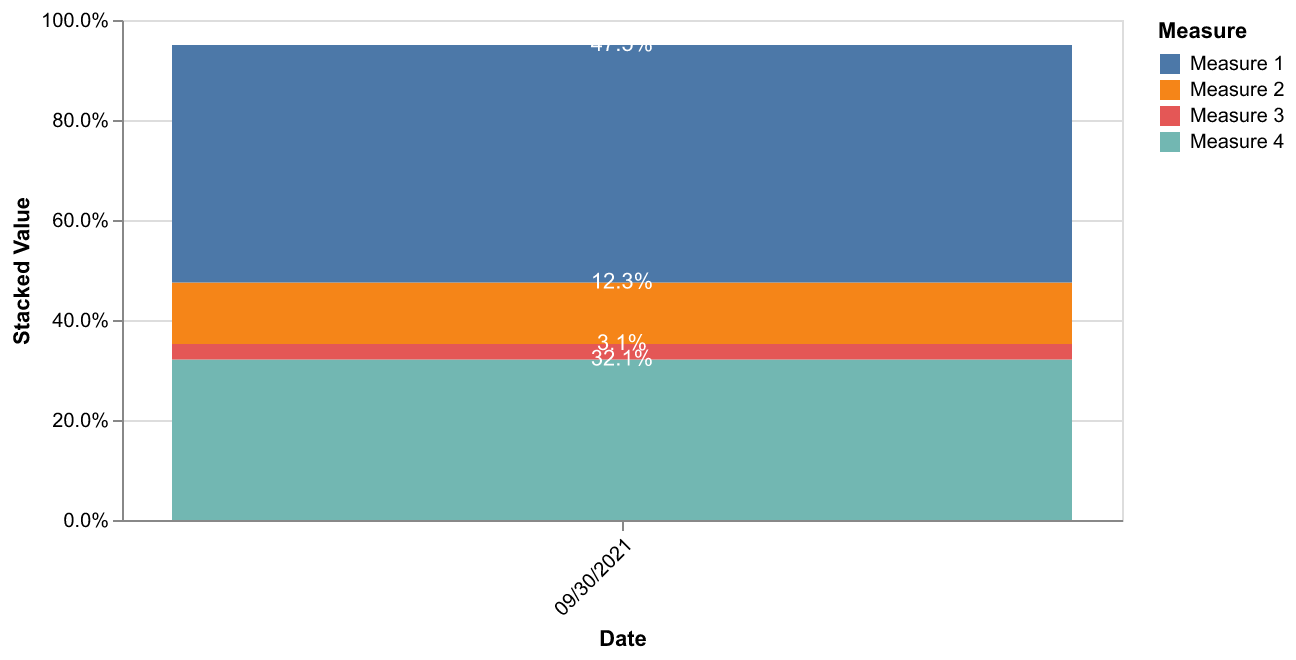 100.0%
80.0%
60.0%
40.0%
20.0%
0.0%
Stacked Value
12.3%
3.1%
32.1%
09/30/2021
Date
Measure
Measure 1
Measure 2
Measure 3
Measure 4